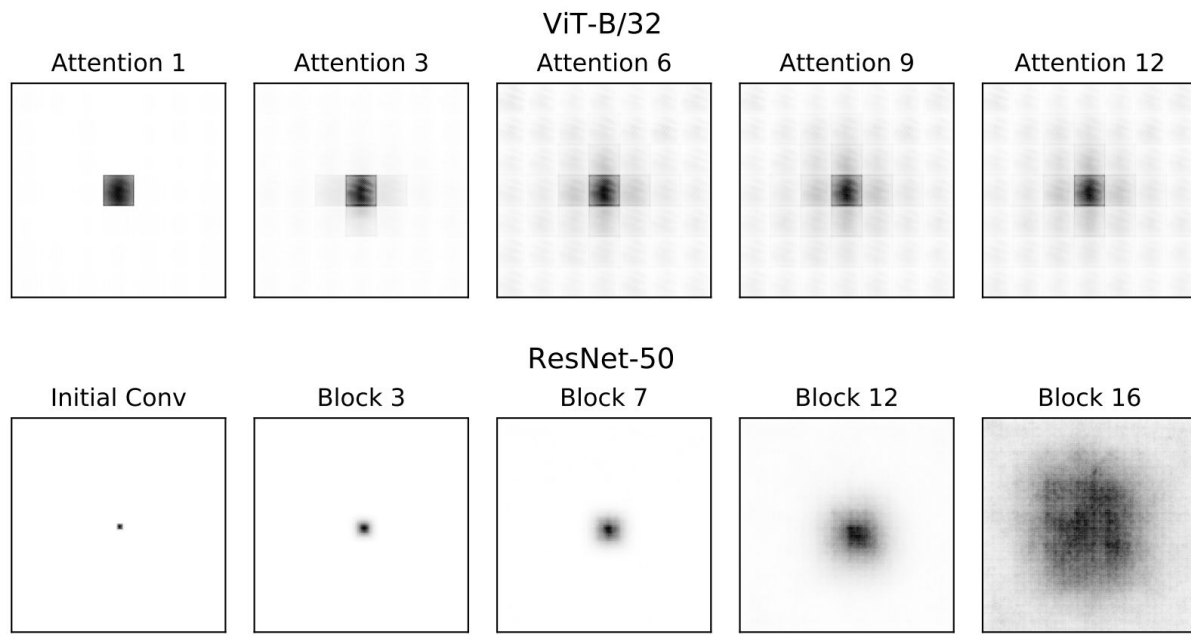 ViT-B/32
Attention 1 Attention 3 Attention 6 Attention 9 Attention 12
ResNet-50
Initial Conv Block 3 Block 7 Block 12 Block 16